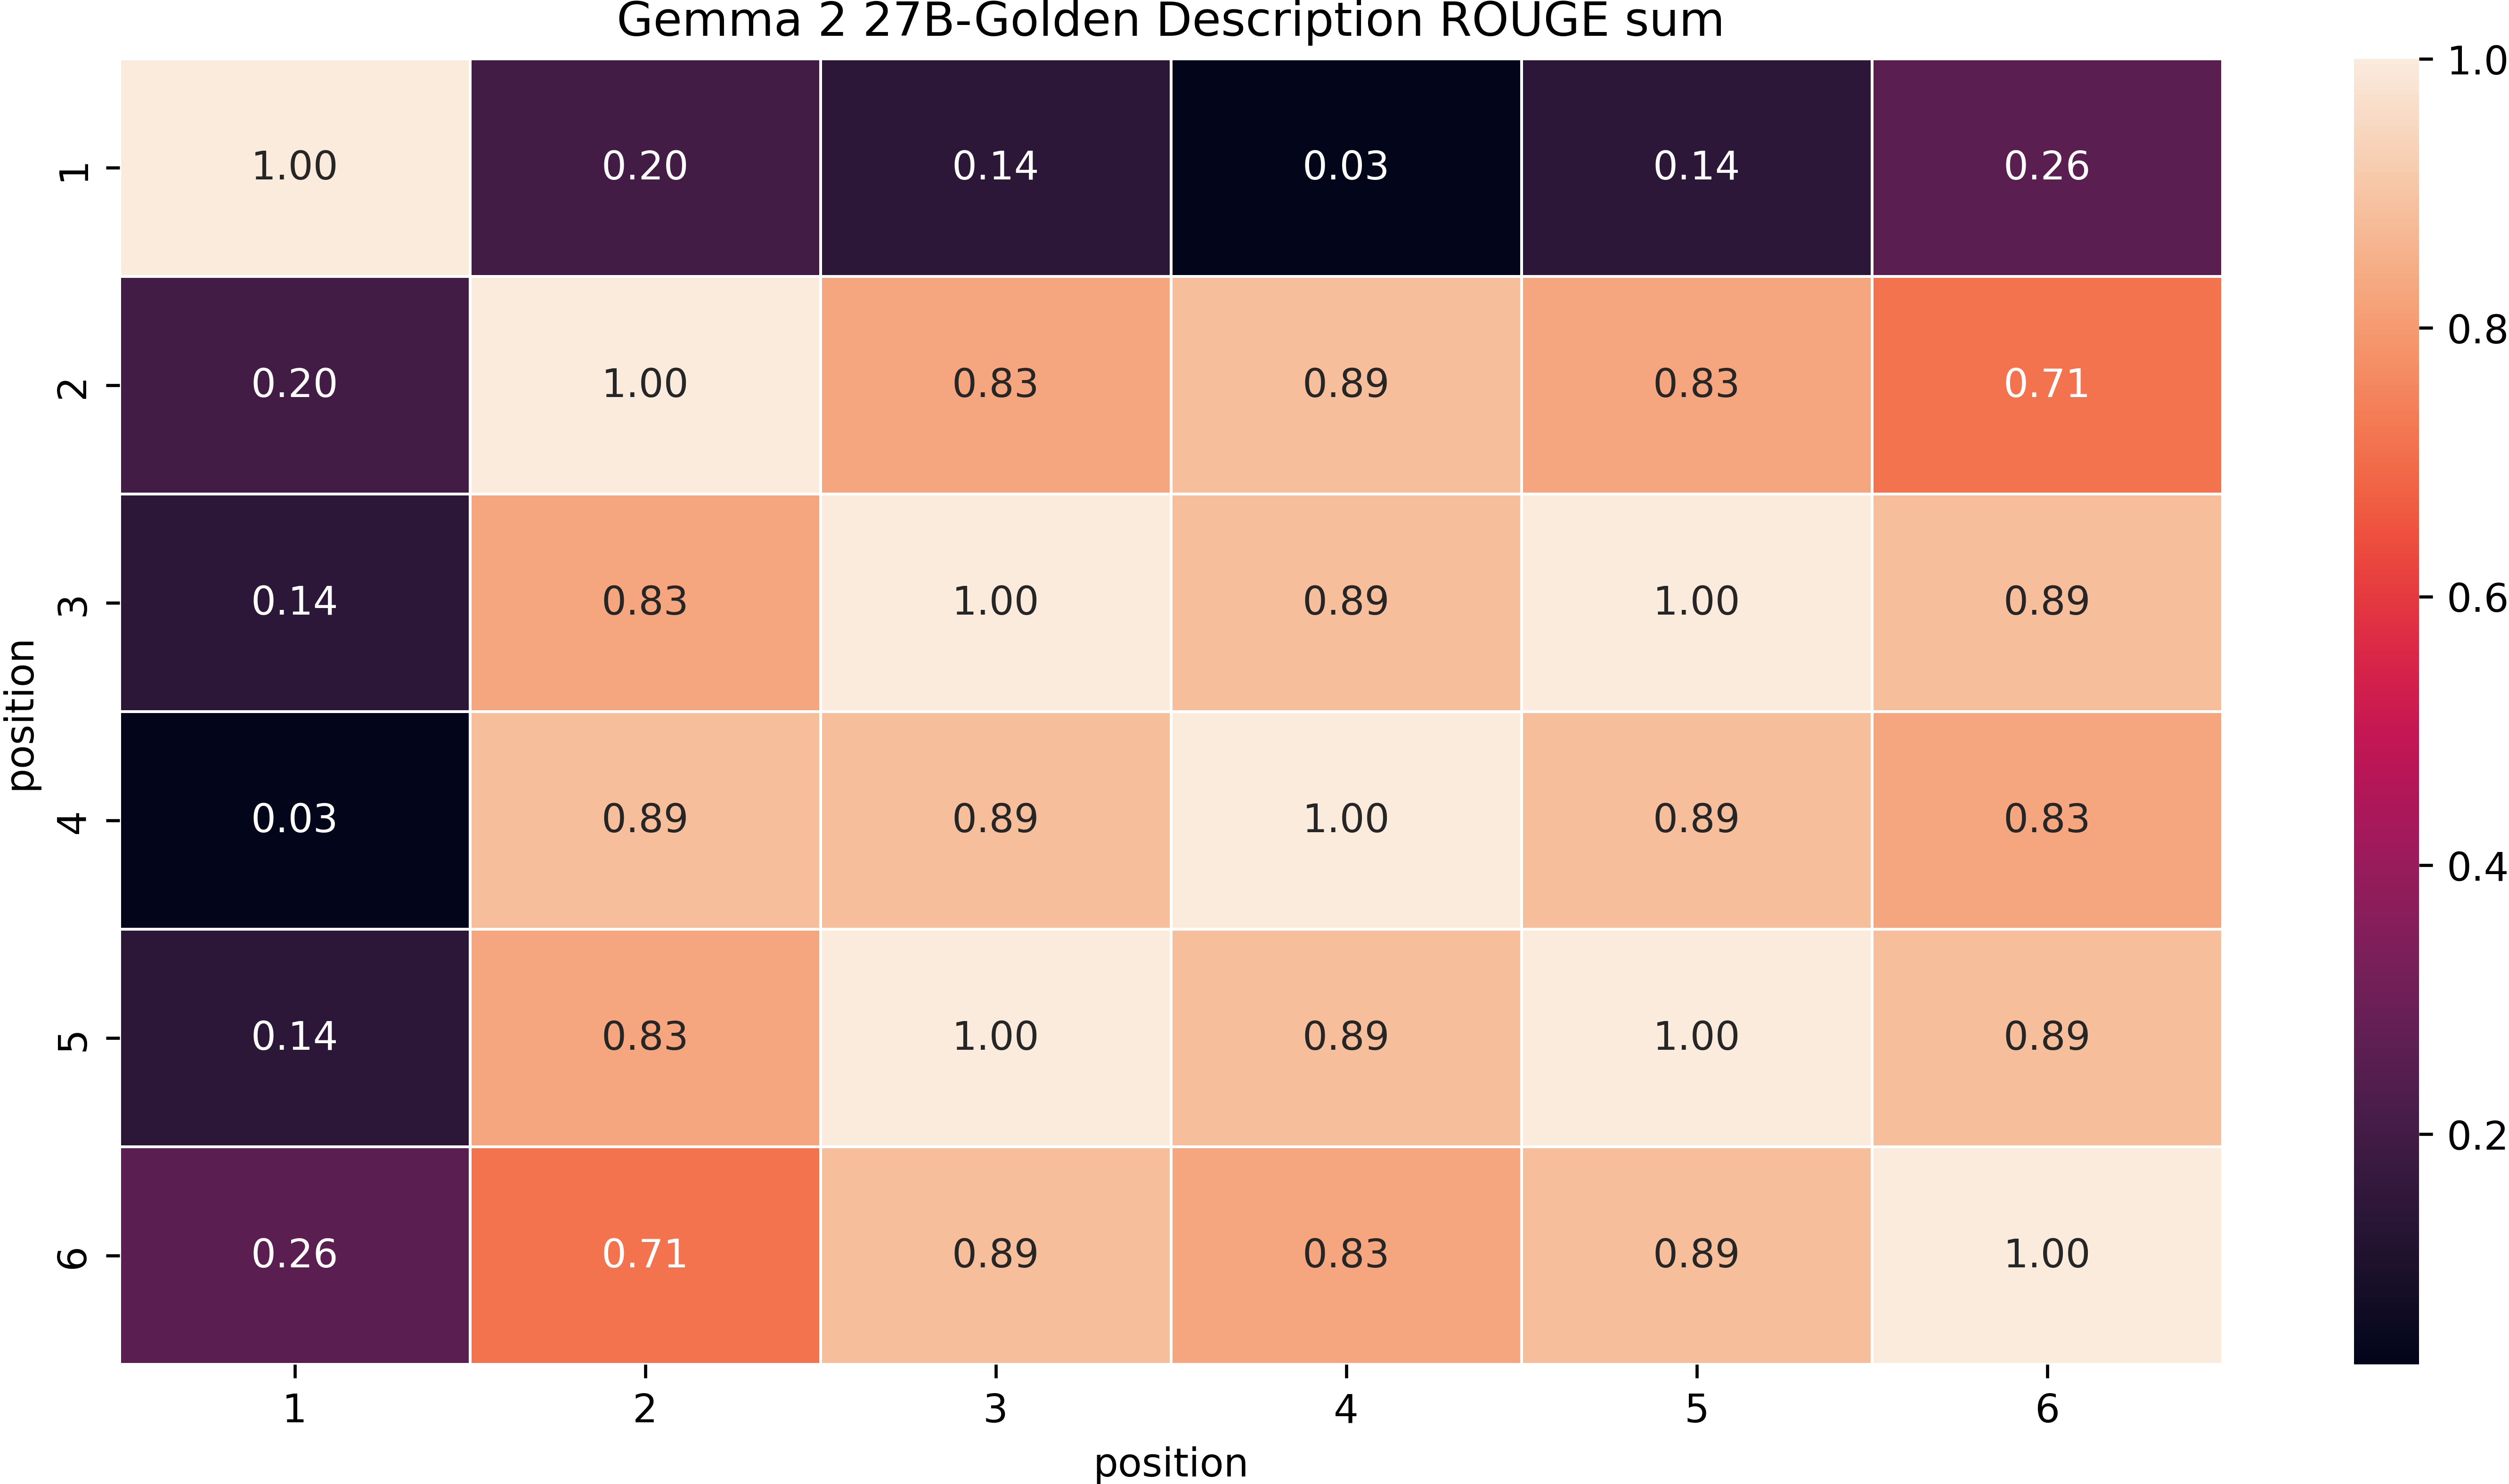 Gemma 2 27B-Golden Description ROUGE sum
1 1.00 0.20 0.14 0.03 0.14 0.26
2 0.20 1.00 0.83 0.89 0.83 0.71
3 0.14 0.83 1.00 0.89 1.00 0.89
4 0.03 0.89 0.89 1.00 0.89 0.83
5 0.14 0.83 1.00 0.89 1.00 0.89
6 0.26 0.71 0.89 0.83 0.89 1.00
1 2 3 4 5 6
position
position
1.0
0.8
0.6
0.4
0.2